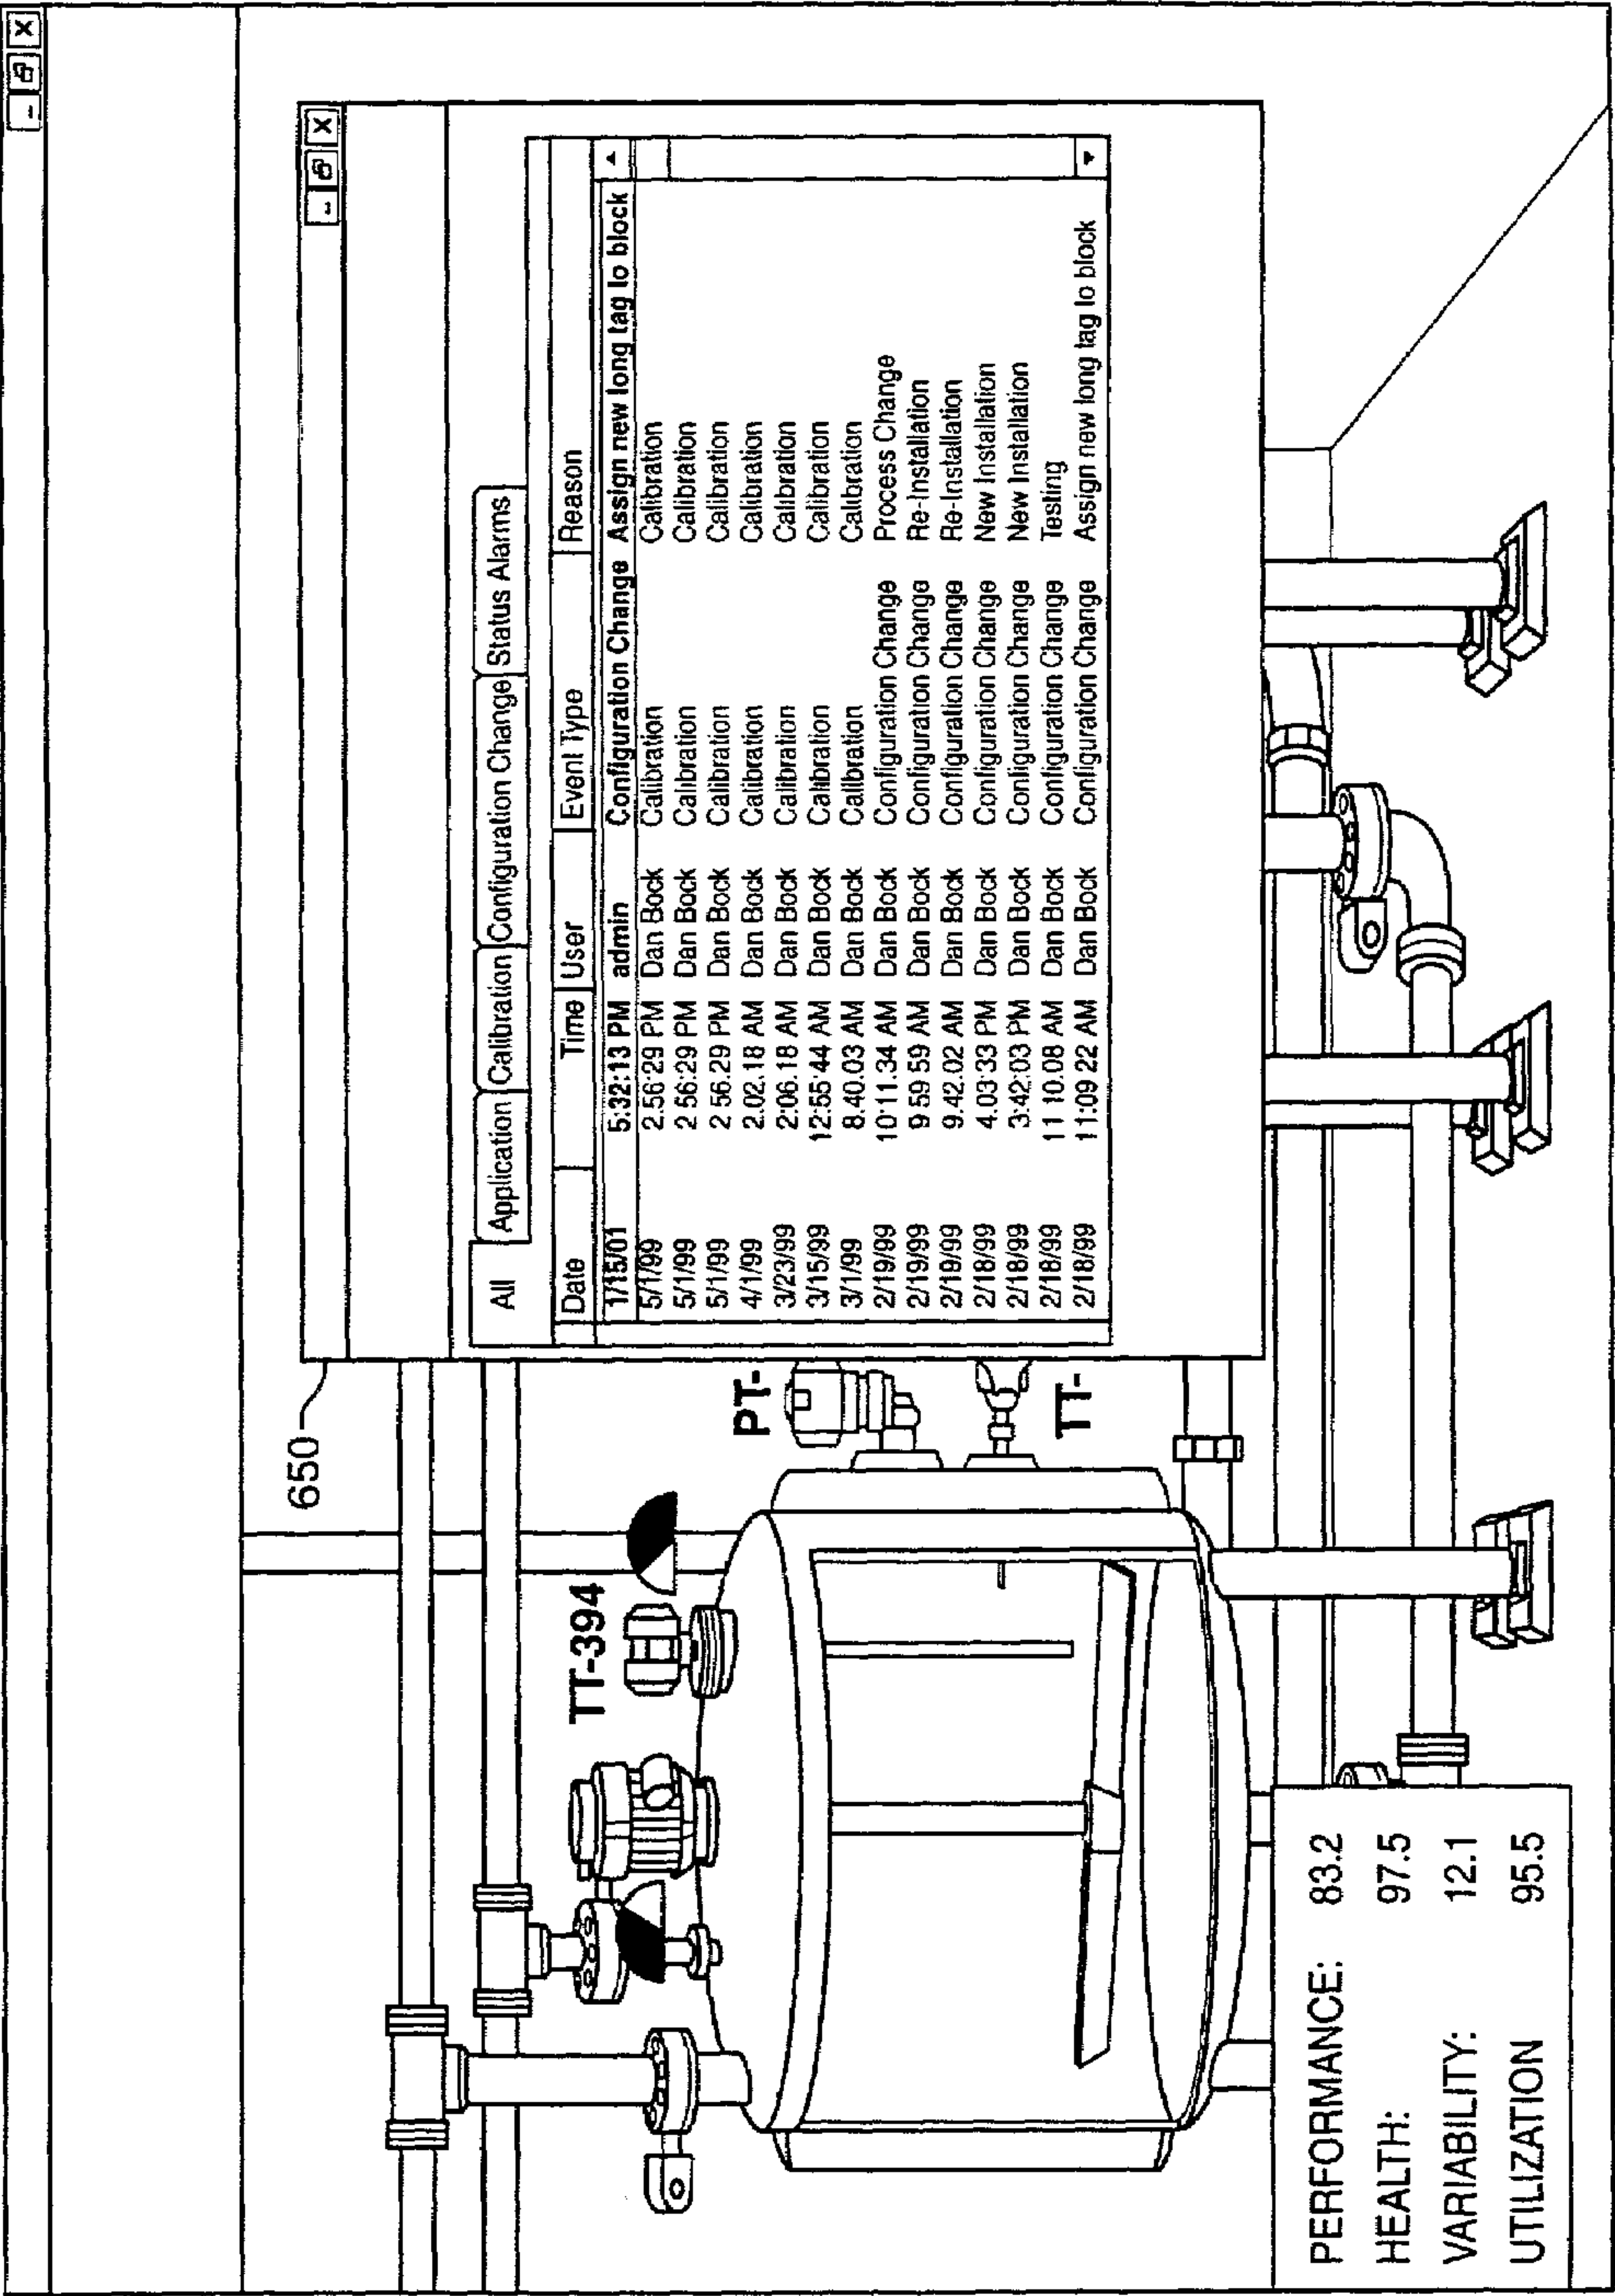 650
All Application Calibration Configuration Change Status Alarms
Date Time User Event Type Reason
1/15/01 5:32:13 PM admin Configuration Change Assign new long tag to block
5/1/99 2.56:29 PM Dan Bock Calibration Calibration
5/1/99 2 56:29 PM Dan Bock Calibration Calibration
5/1/99 2 56.29 PM Dan Bock Calibration Calibration
4/1/99 2.02.18 AM Dan Bock Calibration Calibration
3/23/99 2:06.18 AM Dan Bock Calibration Calibration
3/15/99 12:55:44 AM Dan Bock Calibration Calibration
3/1/99 8.40.03 AM Dan Bock Calibration Calibration
2/19/99 10:11.34 AM Dan Bock Configuration Change Process Change
2/19/99 9 59 59 AM Dan Bock Configuration Change Re-Installation
2/19/99 9.42.02 AM Dan Bock Configuration Change Re-Installation
2/18/99 4.03:33 PM Dan Bock Configuration Change New Installation
2/18/99 3:42:03 PM Dan Bock Configuration Change New Installation
2/18/99 11 10.08 AM Dan Bock Configuration Change Testing
2/18/99 11:09 22 AM Dan Bock Configuration Change Assign new long tag to block
TT-394
PT-
TT-
PERFORMANCE: 83.2
HEALTH: 97.5
VARIABILITY: 12.1
UTILIZATION 95.5